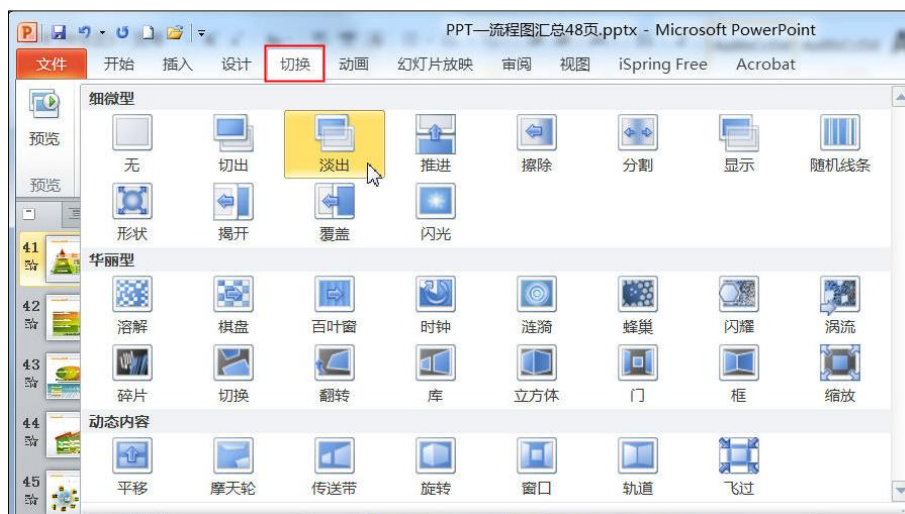 PPT—流程图汇总48页.pptx - Microsoft PowerPoint
文件 开始 插入 设计 切换 动画 幻灯片放映 审阅 视图 iSpring Free Acrobat
预览
预览
细微型
无 切出 淡出 推进 擦除 分割 显示 随机线条
形状 揭开 覆盖 闪光
华丽型
溶解 棋盘 百叶窗 时钟 涟漪 蜂巢 闪耀 涡流
碎片 切换 翻转 库 立方体 门 框 缩放
动态内容
平移 摩天轮 传送带 旋转 窗口 轨道 飞过
41
42
43
44
45